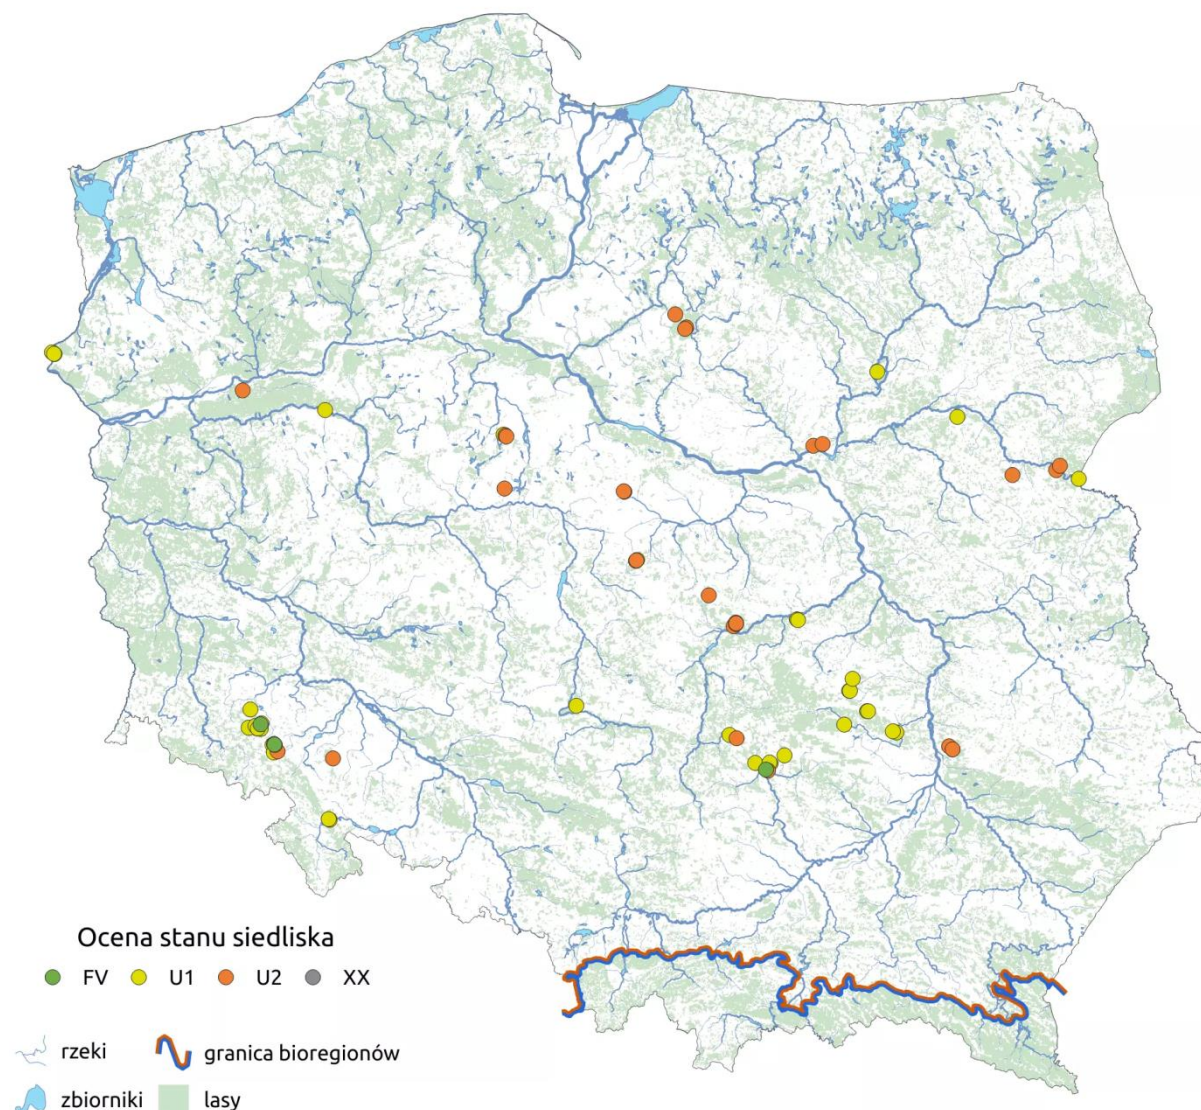 Ocena stanu siedliska
FV U1 U2 XX
rzeki granica bioregionów
zbiorniki lasy